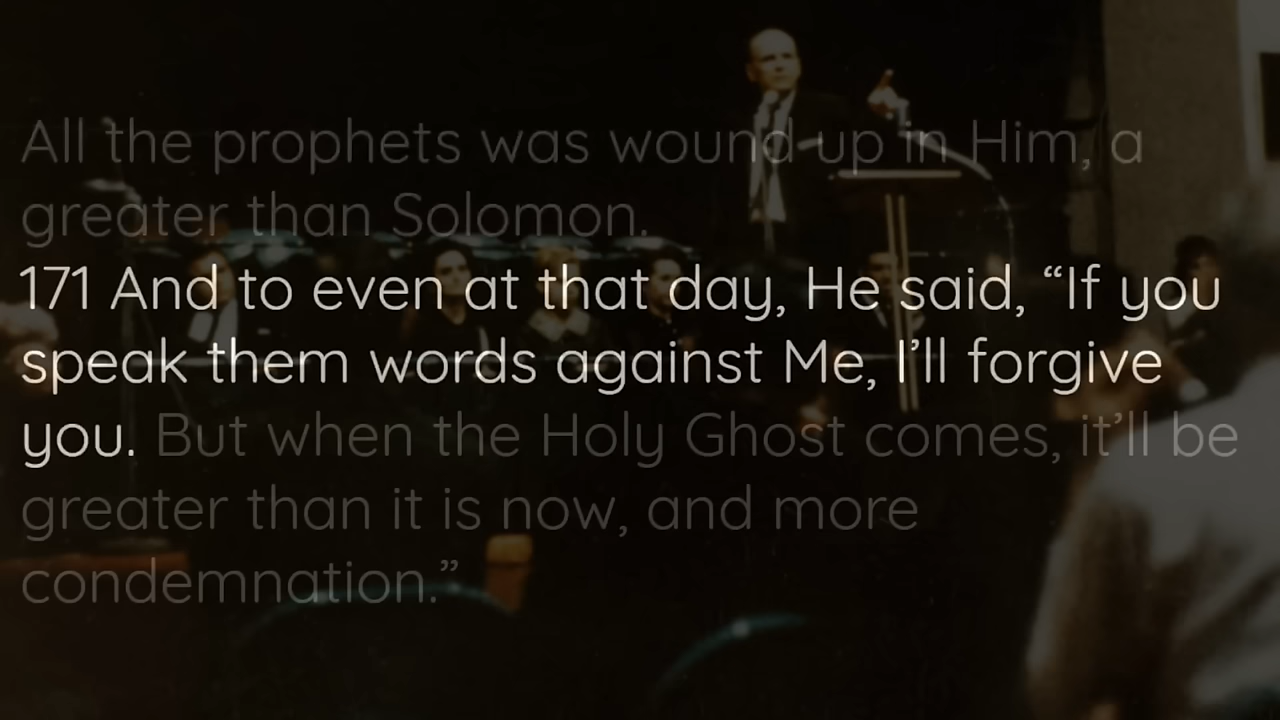 All the prophets was wound up in Him, a
greater than Solomon.
171 And to even at that day, He said, “If you
speak them words against Me, I’ll forgive
you. But when the Holy Ghost comes, it’ll be
greater than it is now, and more
condemnation.”